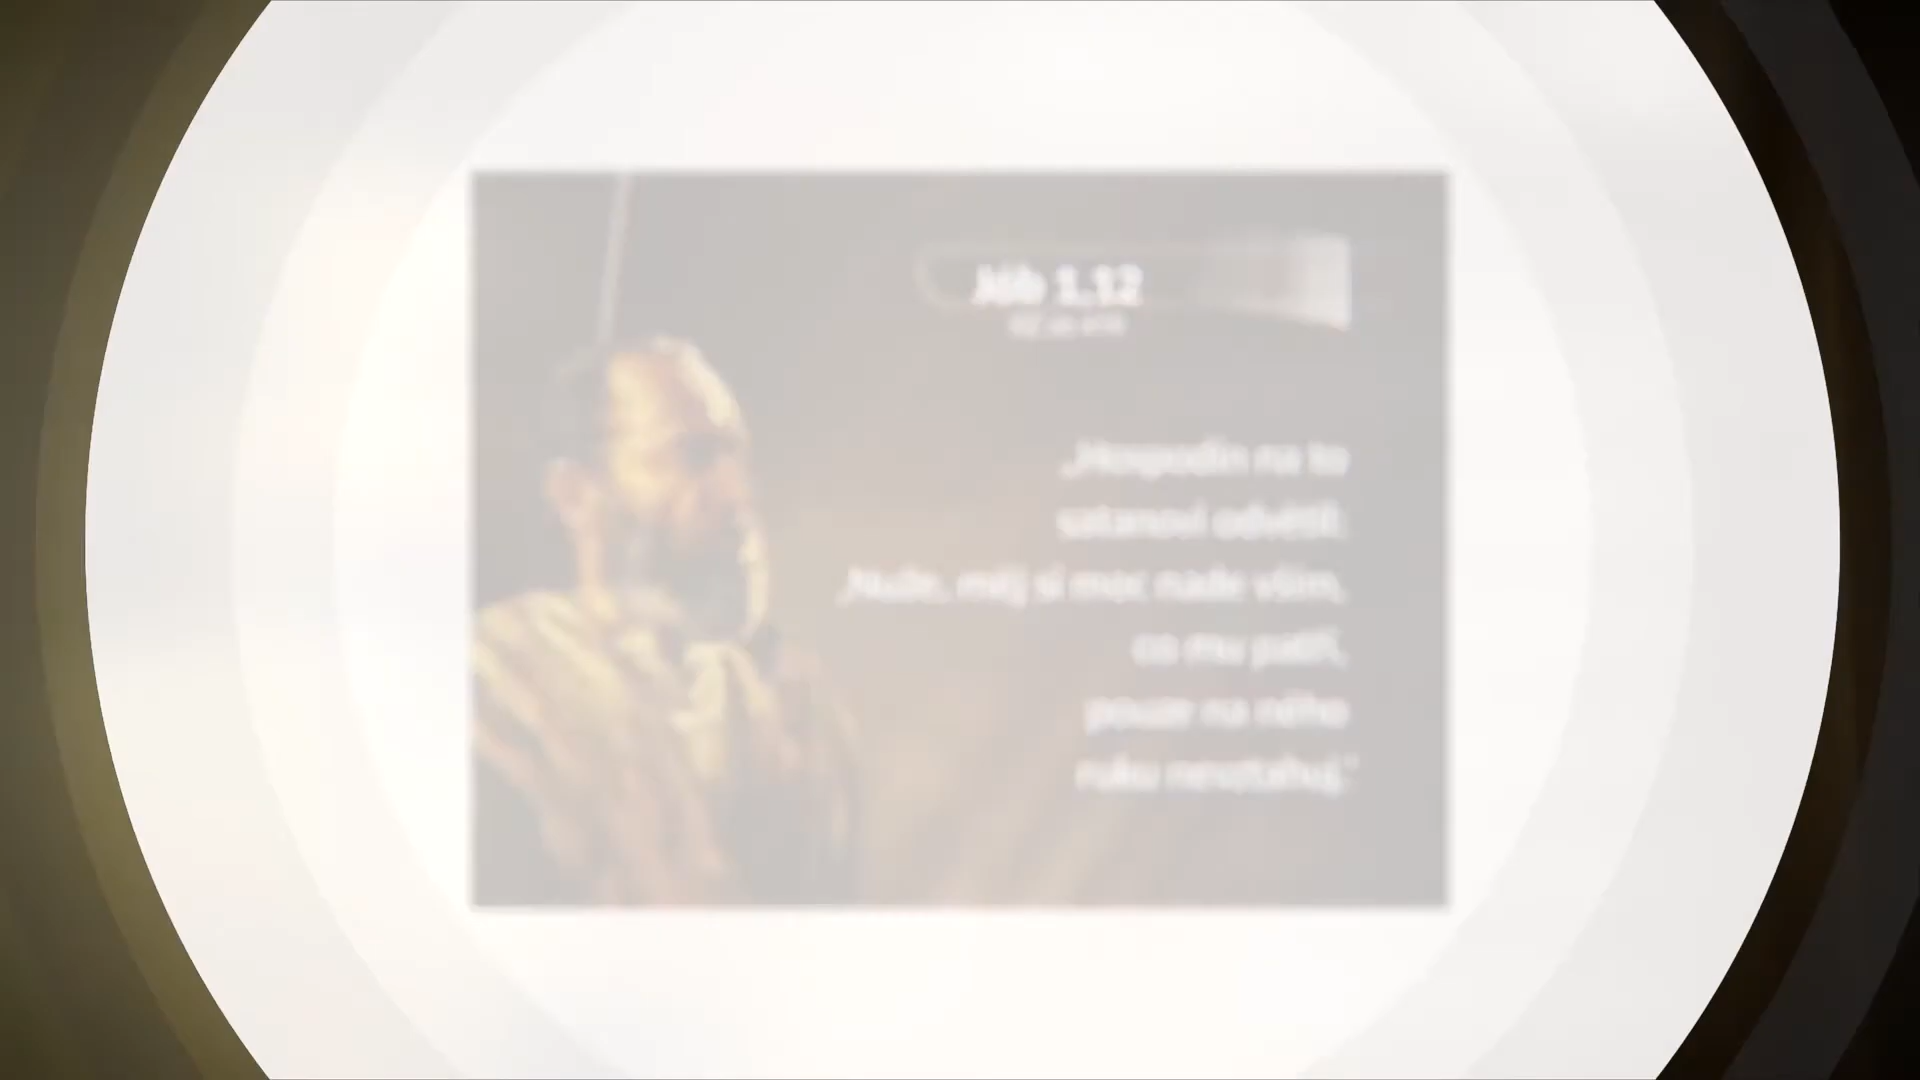 Jób 1,12
„Hospodin na to
satanovi odvětil:
‚Nuže, měj si moc nade vším,
co mu patří,
pouze na něho
ruku nevztahuj.‘